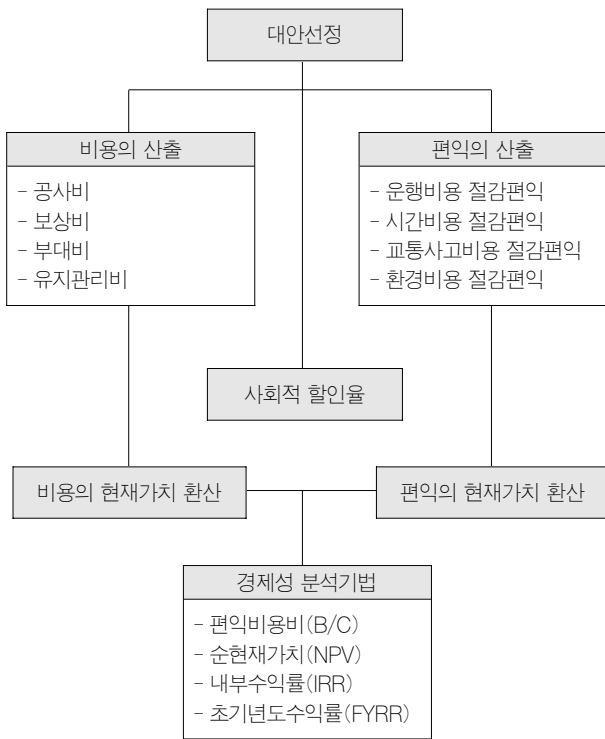 대안선정
비용의 산출
- 공사비
- 보상비
- 부대비
- 유지관리비
편익의 산출
- 운행비용 절감편익
- 시간비용 절감편익
- 교통사고비용 절감편익
- 환경비용 절감편익
사회적 할인율
비용의 현재가치 환산
편익의 현재가치 환산
경제성 분석기법
- 편익비용비(B/C)
- 순현재가치(NPV)
- 내부수익률(IRR)
- 초기년도수익률(FYRR)